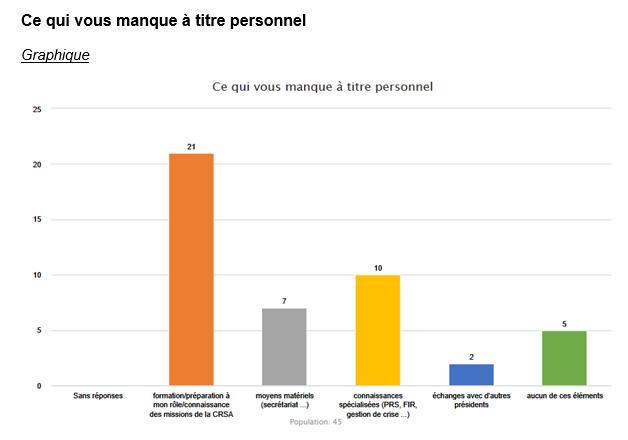 Ce qui vous manque à titre personnel
Graphique
Ce qui vous manque à titre personnel
25
20
15
10
5
0
21
7
10
2
5
Sans réponses
formation/préparation à
mon rôle/connaissance
des missions de la CRSA
moyens matériels
(secrétariat ...)
connaissances
spécialisées (PRS, FIR,
gestion de crise ...)
échanges avec d'autres
présidents
aucun de ces éléments
Population: 45